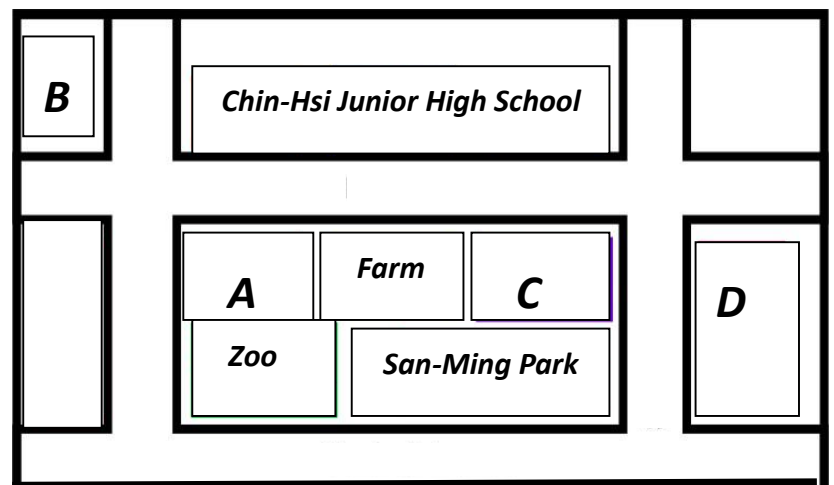 B
Chin-Hsi Junior High School
A
Farm
C
D
Zoo
San-Ming Park